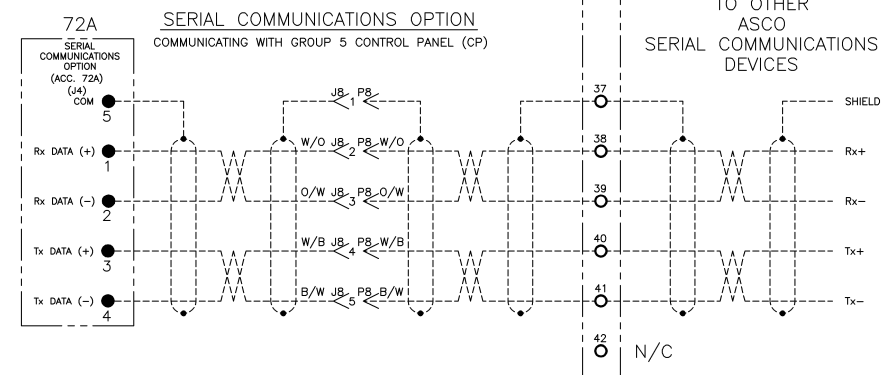 72A
SERIAL COMMUNICATIONS OPTION
COMMUNICATING WITH GROUP 5 CONTROL PANEL (CP)
TO OTHER
ASCO
SERIAL COMMUNICATIONS
DEVICES
SERIAL
COMMUNICATIONS
OPTION
(ACC. 72A)
(J4)
COM
5
J8 1 P8
37
SHIELD
Rx DATA (+)
1
W/O J8 2 P8 W/O
38
Rx+
Rx DATA (-)
2
O/W J8 3 P8 O/W
39
Rx-
Tx DATA (+)
3
W/B J8 4 P8 W/B
40
Tx+
Tx DATA (-)
4
B/W J8 5 P8 B/W
41
Tx-
42
N/C